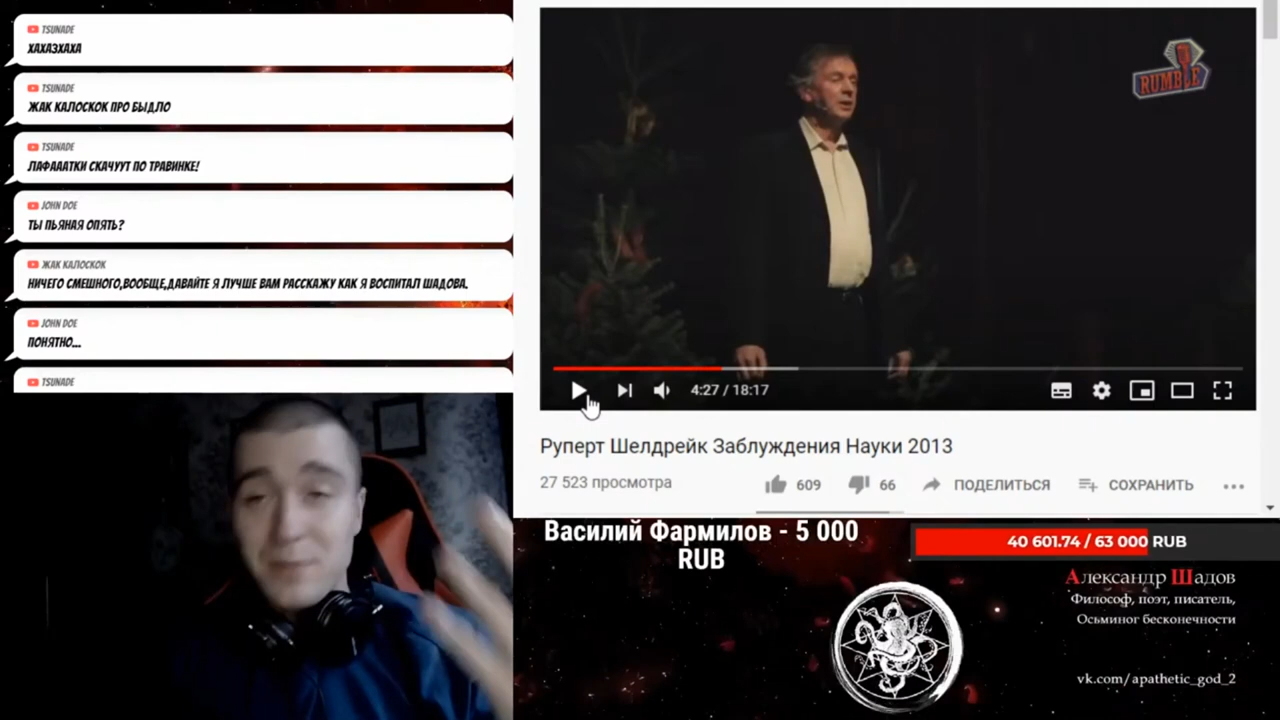 TSUNADE
ХАХАЗХАХА
TSUNADE
ЖАК КАЛОСКОК ПРО БЫДЛО
TSUNADE
ЛАФАААТКИ СКАЧУУТ ПО ТРАВИНКЕ!
JOHN DOE
ТЫ ПЬЯНАЯ ОПЯТЬ?
ЖАК КАЛОСКОК
НИЧЕГО СМЕШНОГО,ВООБЩЕ,ДАВАЙТЕ Я ЛУЧШЕ ВАМ РАССКАЖУ КАК Я ВОСПИТАЛ ШАДОВА.
JOHN DOE
ПОНЯТНО...
TSUNADE
RUMBLE
4:27 / 18:17
Руперт Шелдрейк Заблуждения Науки 2013
27 523 просмотра
609
66
ПОДЕЛИТЬСЯ
СОХРАНИТЬ
Василий Фармилов - 5 000
RUB
40 601.74 / 63 000 RUB
Александр Шадов
Философ, поэт, писатель,
Осьминог бесконечности
vk.com/apathetic_god_2